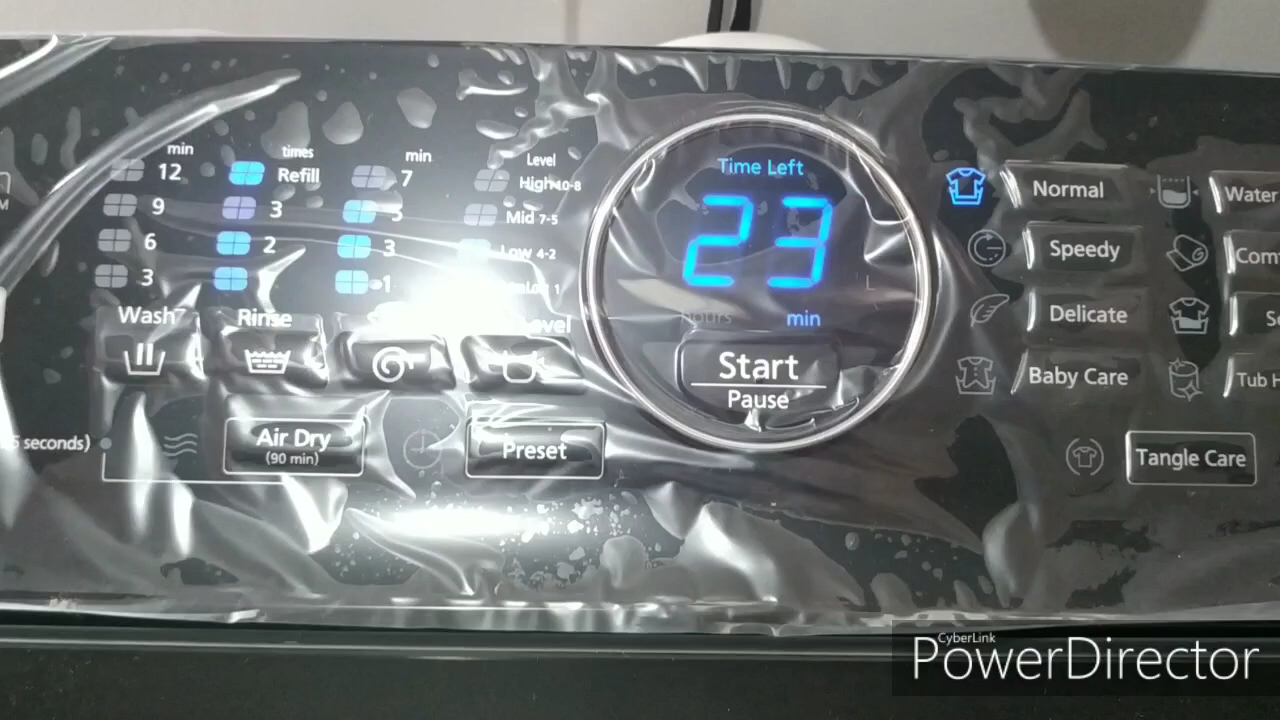 min
12
9
6
3
Wash
times
Refill
3
2
1
Rinse
min
7
5
3
1
Level
High 10-8
Mid 7-5
Low 4-2
Time Left
23
hours min
Start
Pause
Normal
Speedy
Delicate
Baby Care
Water
Tub
Tangle Care
seconds)
Air Dry
(90 min)
Preset
CyberLink
PowerDirector